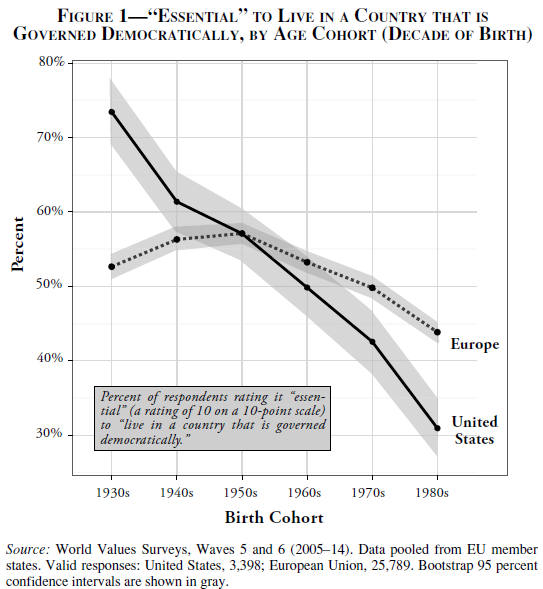 FIGURE 1—“ESSENTIAL” TO LIVE IN A COUNTRY THAT IS
GOVERNED DEMOCRATICALLY, BY AGE COHORT (DECADE OF BIRTH)
80%
70%
60%
50%
40%
30%
Percent
Europe
United
States
Percent of respondents rating it “essen-
tial” (a rating of 10 on a 10-point scale)
to “live in a country that is governed
democratically.”
1930s 1940s 1950s 1960s 1970s 1980s
Birth Cohort
Source: World Values Surveys, Waves 5 and 6 (2005–14). Data pooled from EU member
states. Valid responses: United States, 3,398; European Union, 25,789. Bootstrap 95 percent
confidence intervals are shown in gray.